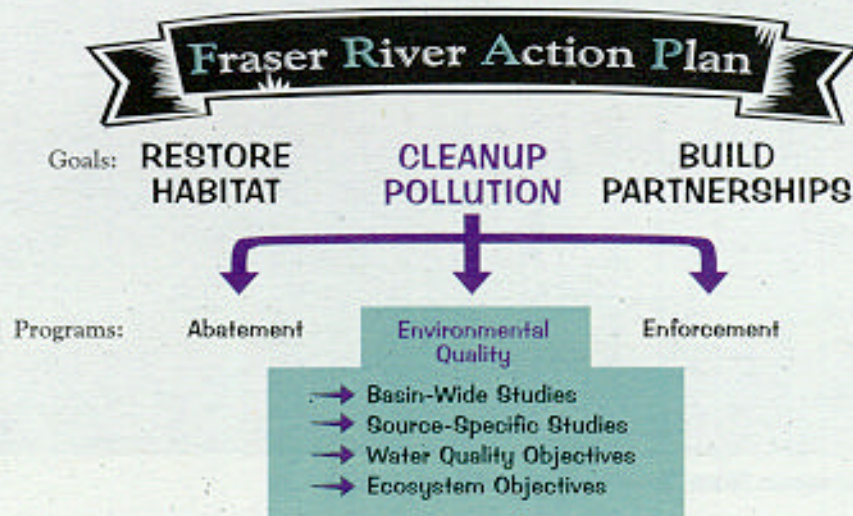 Fraser River Action Plan
Goals: RESTORE HABITAT
CLEANUP POLLUTION
BUILD PARTNERSHIPS
Programs: Abatement
Environmental Quality
Enforcement
Basin-Wide Studies
Source-Specific Studies
Water Quality Objectives
Ecosystem Objectives